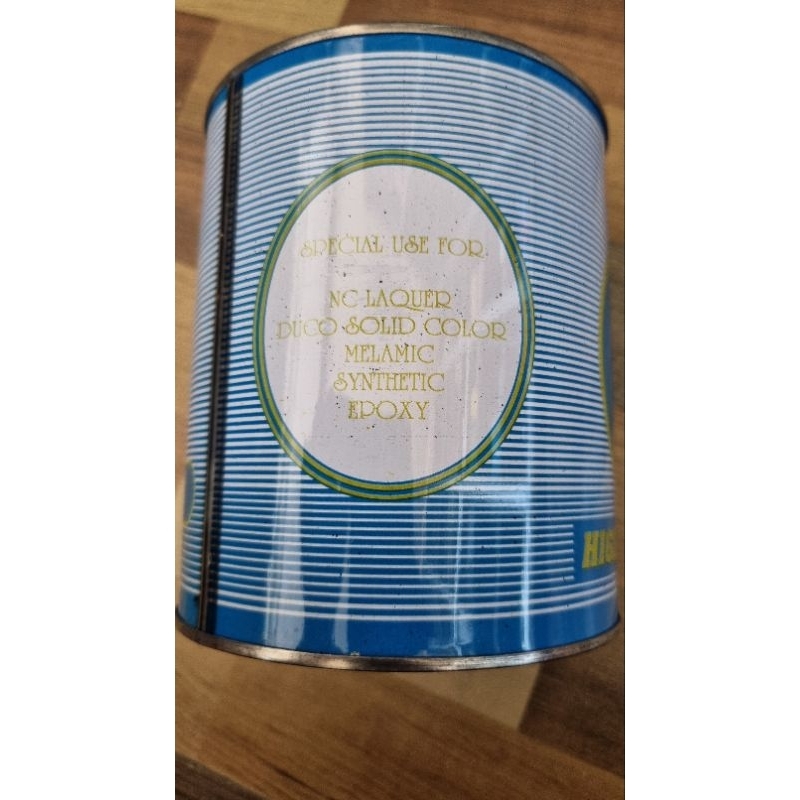 SPECIAL USE FOR:
NC-LAQUER
DUCO SOLID COLOR
MELAMIC
SYNTHETIC
EPOXY